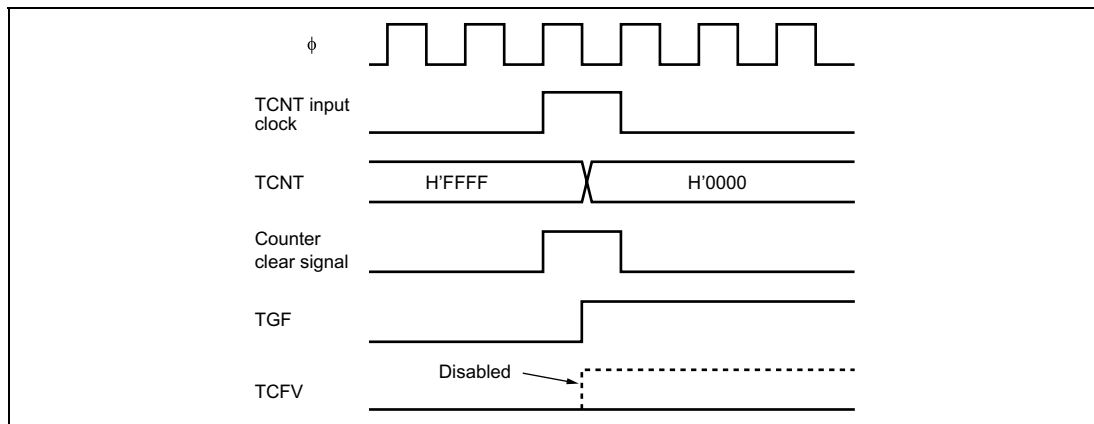 ϕ
TCNT input
clock
TCNT
H'FFFF
H'0000
Counter
clear signal
TGF
Disabled
TCFV